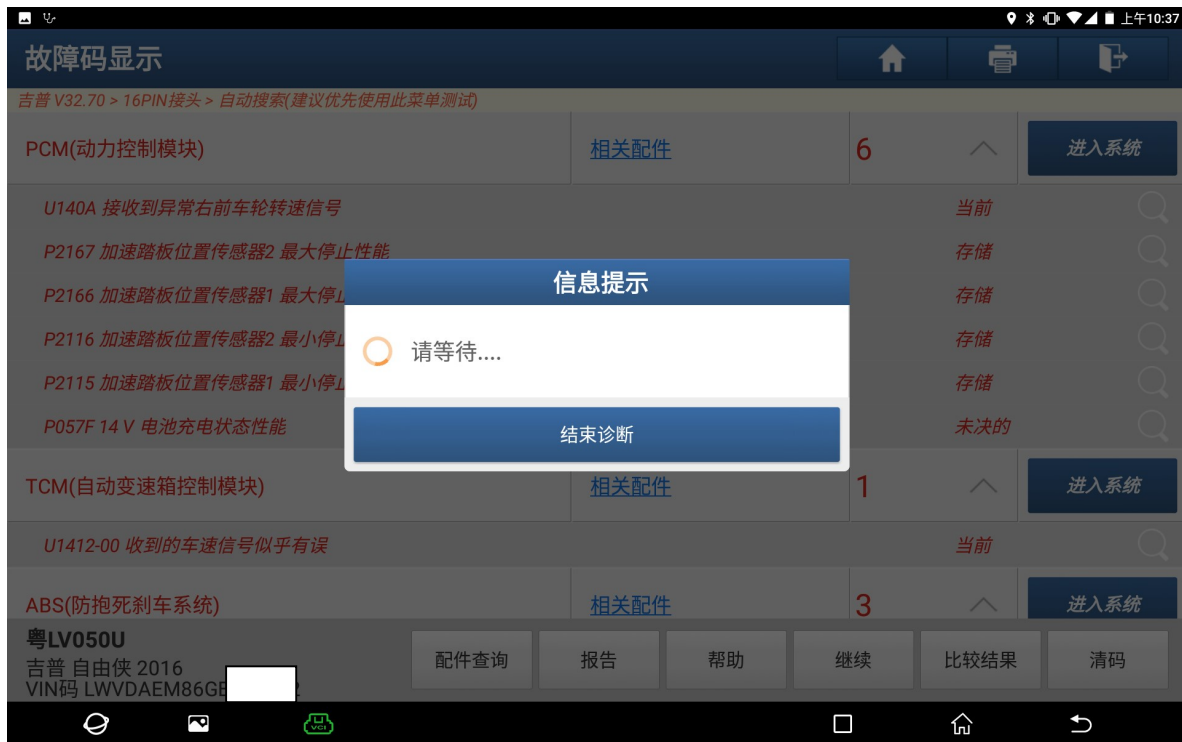 上午10:37
故障码显示
吉普 V32.70 > 16PIN接头 > 自动搜索(建议优先使用此菜单测试)
PCM(动力控制模块) 相关配件 6 进入系统
U140A 接收到异常右前车轮转速信号 当前
P2167 加速踏板位置传感器2 最大停止性能 存储
P2166 加速踏板位置传感器1 最大停 存储
P2116 加速踏板位置传感器2 最小停 存储
P2115 加速踏板位置传感器1 最小停 存储
P057F 14 V 电池充电状态性能 未决的
信息提示
请等待....
结束诊断
TCM(自动变速箱控制模块) 相关配件 1 进入系统
U1412-00 收到的车速信号似乎有误 当前
ABS(防抱死刹车系统) 相关配件 3 进入系统
粤LV050U
吉普 自由侠 2016
VIN码 LWVDAEM86G
配件查询 报告 帮助 继续 比较结果 清码
VCI